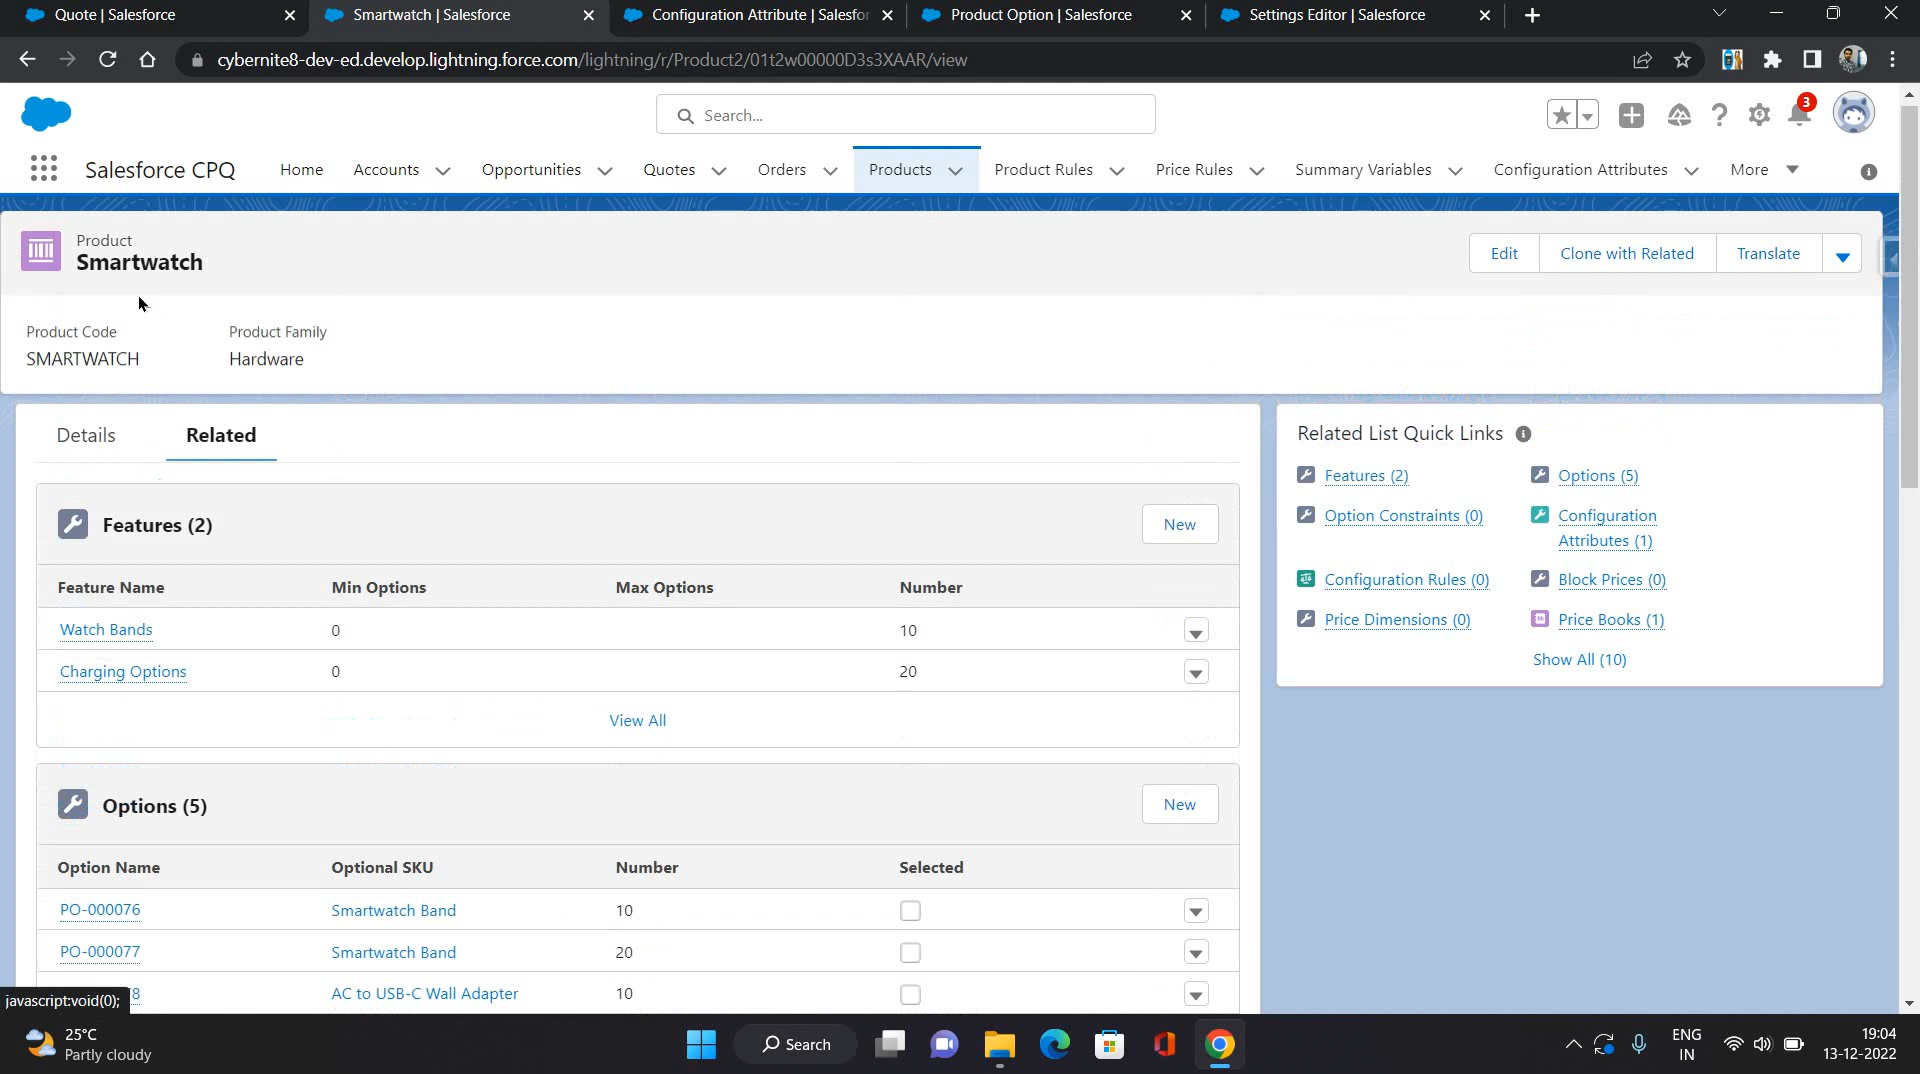 Quote | Salesforce
Smartwatch | Salesforce
Configuration Attribute | Salesfor
Product Option | Salesforce
Settings Editor | Salesforce
cybernite8-dev-ed.develop.lightning.force.com/lightning/r/Product2/01t2w00000D3s3XAAR/view
Search...
3
Salesforce CPQ
Home
Accounts
Opportunities
Quotes
Orders
Products
Product Rules
Price Rules
Summary Variables
Configuration Attributes
More
Product
Smartwatch
Edit
Clone with Related
Translate
Product Code
Product Family
SMARTWATCH
Hardware
Details
Related
Features (2)
New
Feature Name
Min Options
Max Options
Number
Watch Bands
0
10
Charging Options
0
20
View All
Options (5)
New
Option Name
Optional SKU
Number
Selected
PO-000076
Smartwatch Band
10
PO-000077
Smartwatch Band
20
8
AC to USB-C Wall Adapter
10
Related List Quick Links
Features (2)
Options (5)
Option Constraints (0)
Configuration
Attributes (1)
Configuration Rules (0)
Block Prices (0)
Price Dimensions (0)
Price Books (1)
Show All (10)
javascript:void(0);
25°C
Partly cloudy
Search
ENG
IN
19:04
13-12-2022